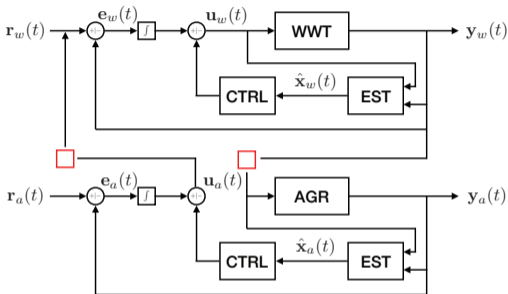 r_w(t) e_w(t) ∫ u_w(t) WWT y_w(t)
CTRL x̂_w(t) EST
r_a(t) e_a(t) ∫ u_a(t) AGR y_a(t)
CTRL x̂_a(t) EST